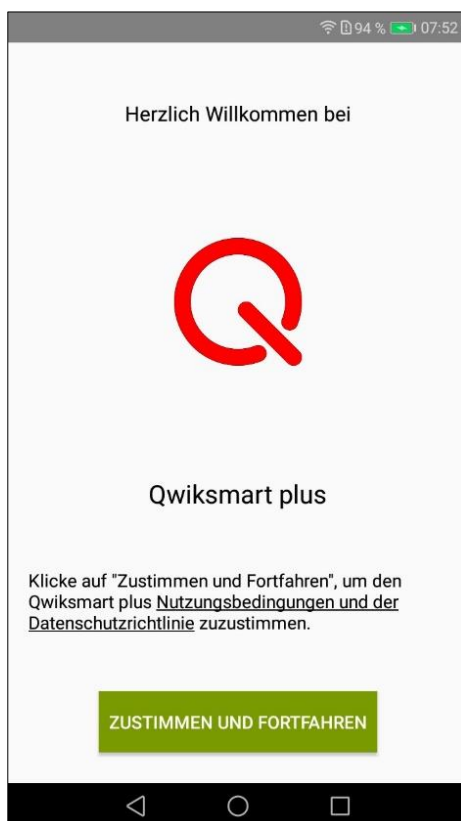 94 % 07:52
Herzlich Willkommen bei
Qwiksmart plus
Klicke auf "Zustimmen und Fortfahren", um den
Qwiksmart plus Nutzungsbedingungen und der
Datenschutzrichtlinie zuzustimmen.
ZUSTIMMEN UND FORTFAHREN